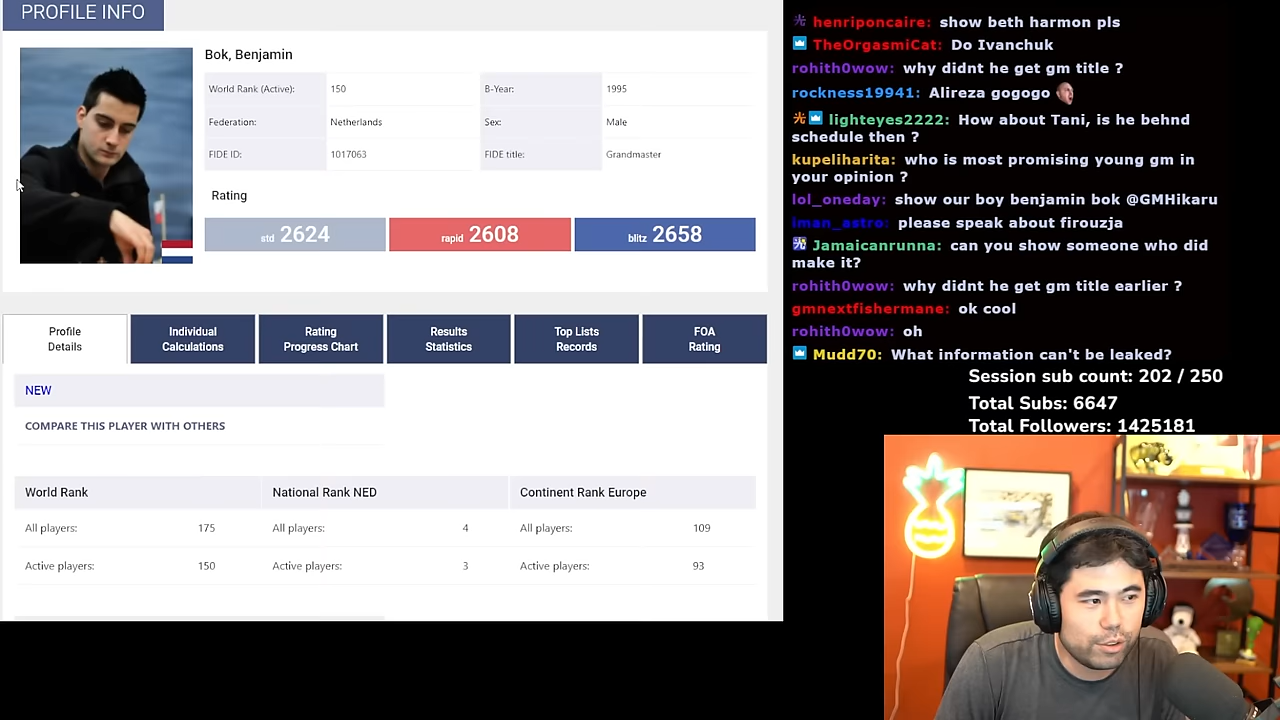 PROFILE INFO
Bok, Benjamin
World Rank (Active): 150 B-Year: 1995
Federation: Netherlands Sex: Male
FIDE ID: 1017063 FIDE title: Grandmaster
Rating
std 2624 rapid 2608 blitz 2658
Profile Details
Individual Calculations
Rating Progress Chart
Results Statistics
Top Lists Records
FOA Rating
NEW
COMPARE THIS PLAYER WITH OTHERS
World Rank National Rank NED Continent Rank Europe
All players: 175 All players: 4 All players: 109
Active players: 150 Active players: 3 Active players: 93
光 henriponcaire: show beth harmon pls
TheOrgasmiCat: Do Ivanchuk
rohith0wow: why didnt he get gm title ?
rockness19941: Alireza gogogo
光 lighteyes2222: How about Tani, is he behnd
schedule then ?
kupeliharita: who is most promising young gm in
your opinion ?
lol_oneday: show our boy benjamin bok @GMHikaru
iman_astro: please speak about firouzja
Jamaicanrunna: can you show someone who did
make it?
rohith0wow: why didnt he get gm title earlier ?
gmnextfishermane: ok cool
rohith0wow: oh
Mudd70: What information can't be leaked?
Session sub count: 202 / 250
Total Subs: 6647
Total Followers: 1425181